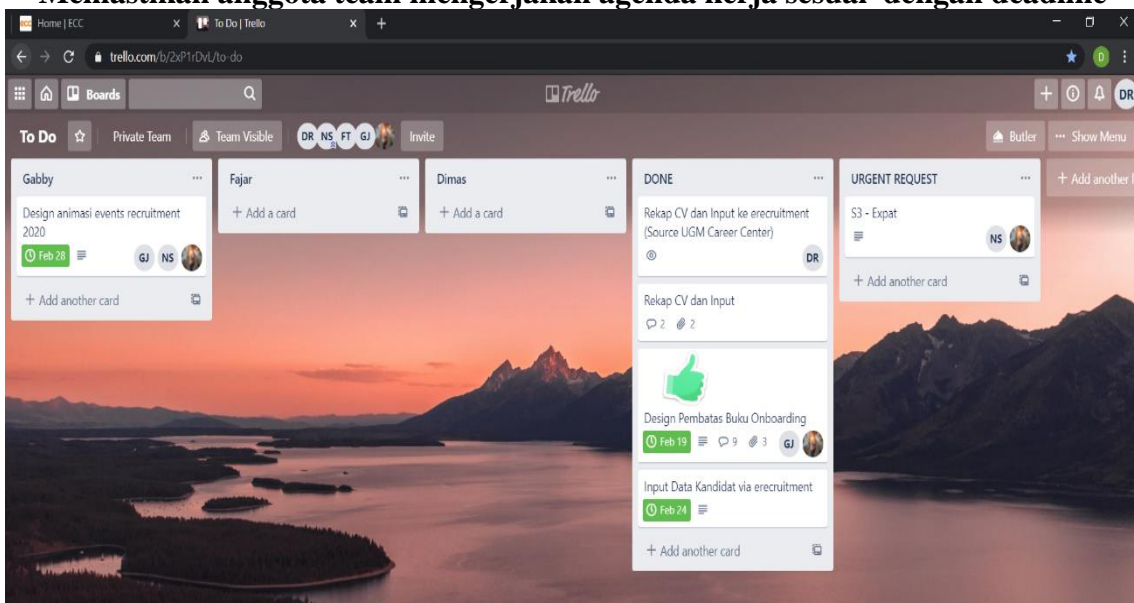 Memastikan anggota team mengerjakan agenda kerja sesuai dengan deadline
Home | ECC
To Do | Trello
trello.com/b/2xP1rDvL/to-do
D
Boards
Trello
DR
To Do
Private Team
Team Visible
DR NS FT GJ
Invite
Butler
Show Menu
Gabby
Design animasi events recruitment
2020
Feb 28
GJ NS
+ Add another card
Fajar
+ Add a card
Dimas
+ Add a card
DONE
Rekap CV dan Input ke erecruitment
(Source UGM Career Center)
DR
Rekap CV dan Input
2 2
Design Pembatas Buku Onboarding
Feb 19 9 3 GJ
Input Data Kandidat via erecruitment
Feb 24
+ Add another card
URGENT REQUEST
S3 - Expat
NS
+ Add another card
+ Add another l